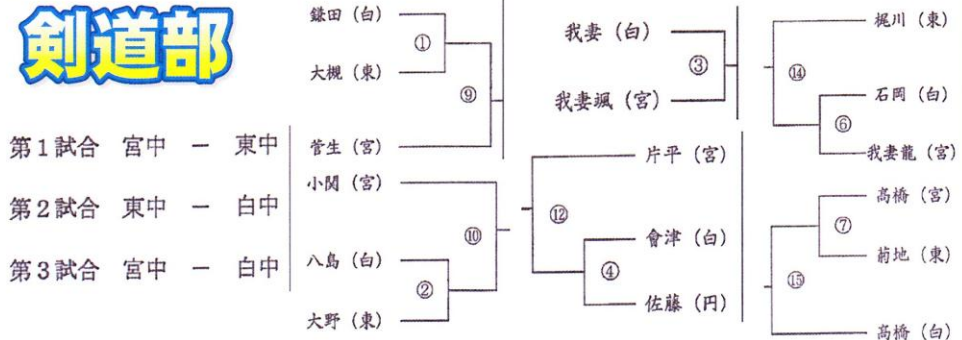 剣道部
第1試合 宮中 － 東中
第2試合 東中 － 白中
第3試合 宮中 － 白中
鎌田（白）
①
大槻（東）
⑨
菅生（宮）
小関（宮）
⑩
八島（白）
②
大野（東）
我妻（白）
③
我妻颯（宮）
片平（宮）
⑫
會津（白）
④
佐藤（円）
梶川（東）
⑭
石岡（白）
⑥
我妻龍（宮）
高橋（宮）
⑦
菊地（東）
⑮
高橋（白）